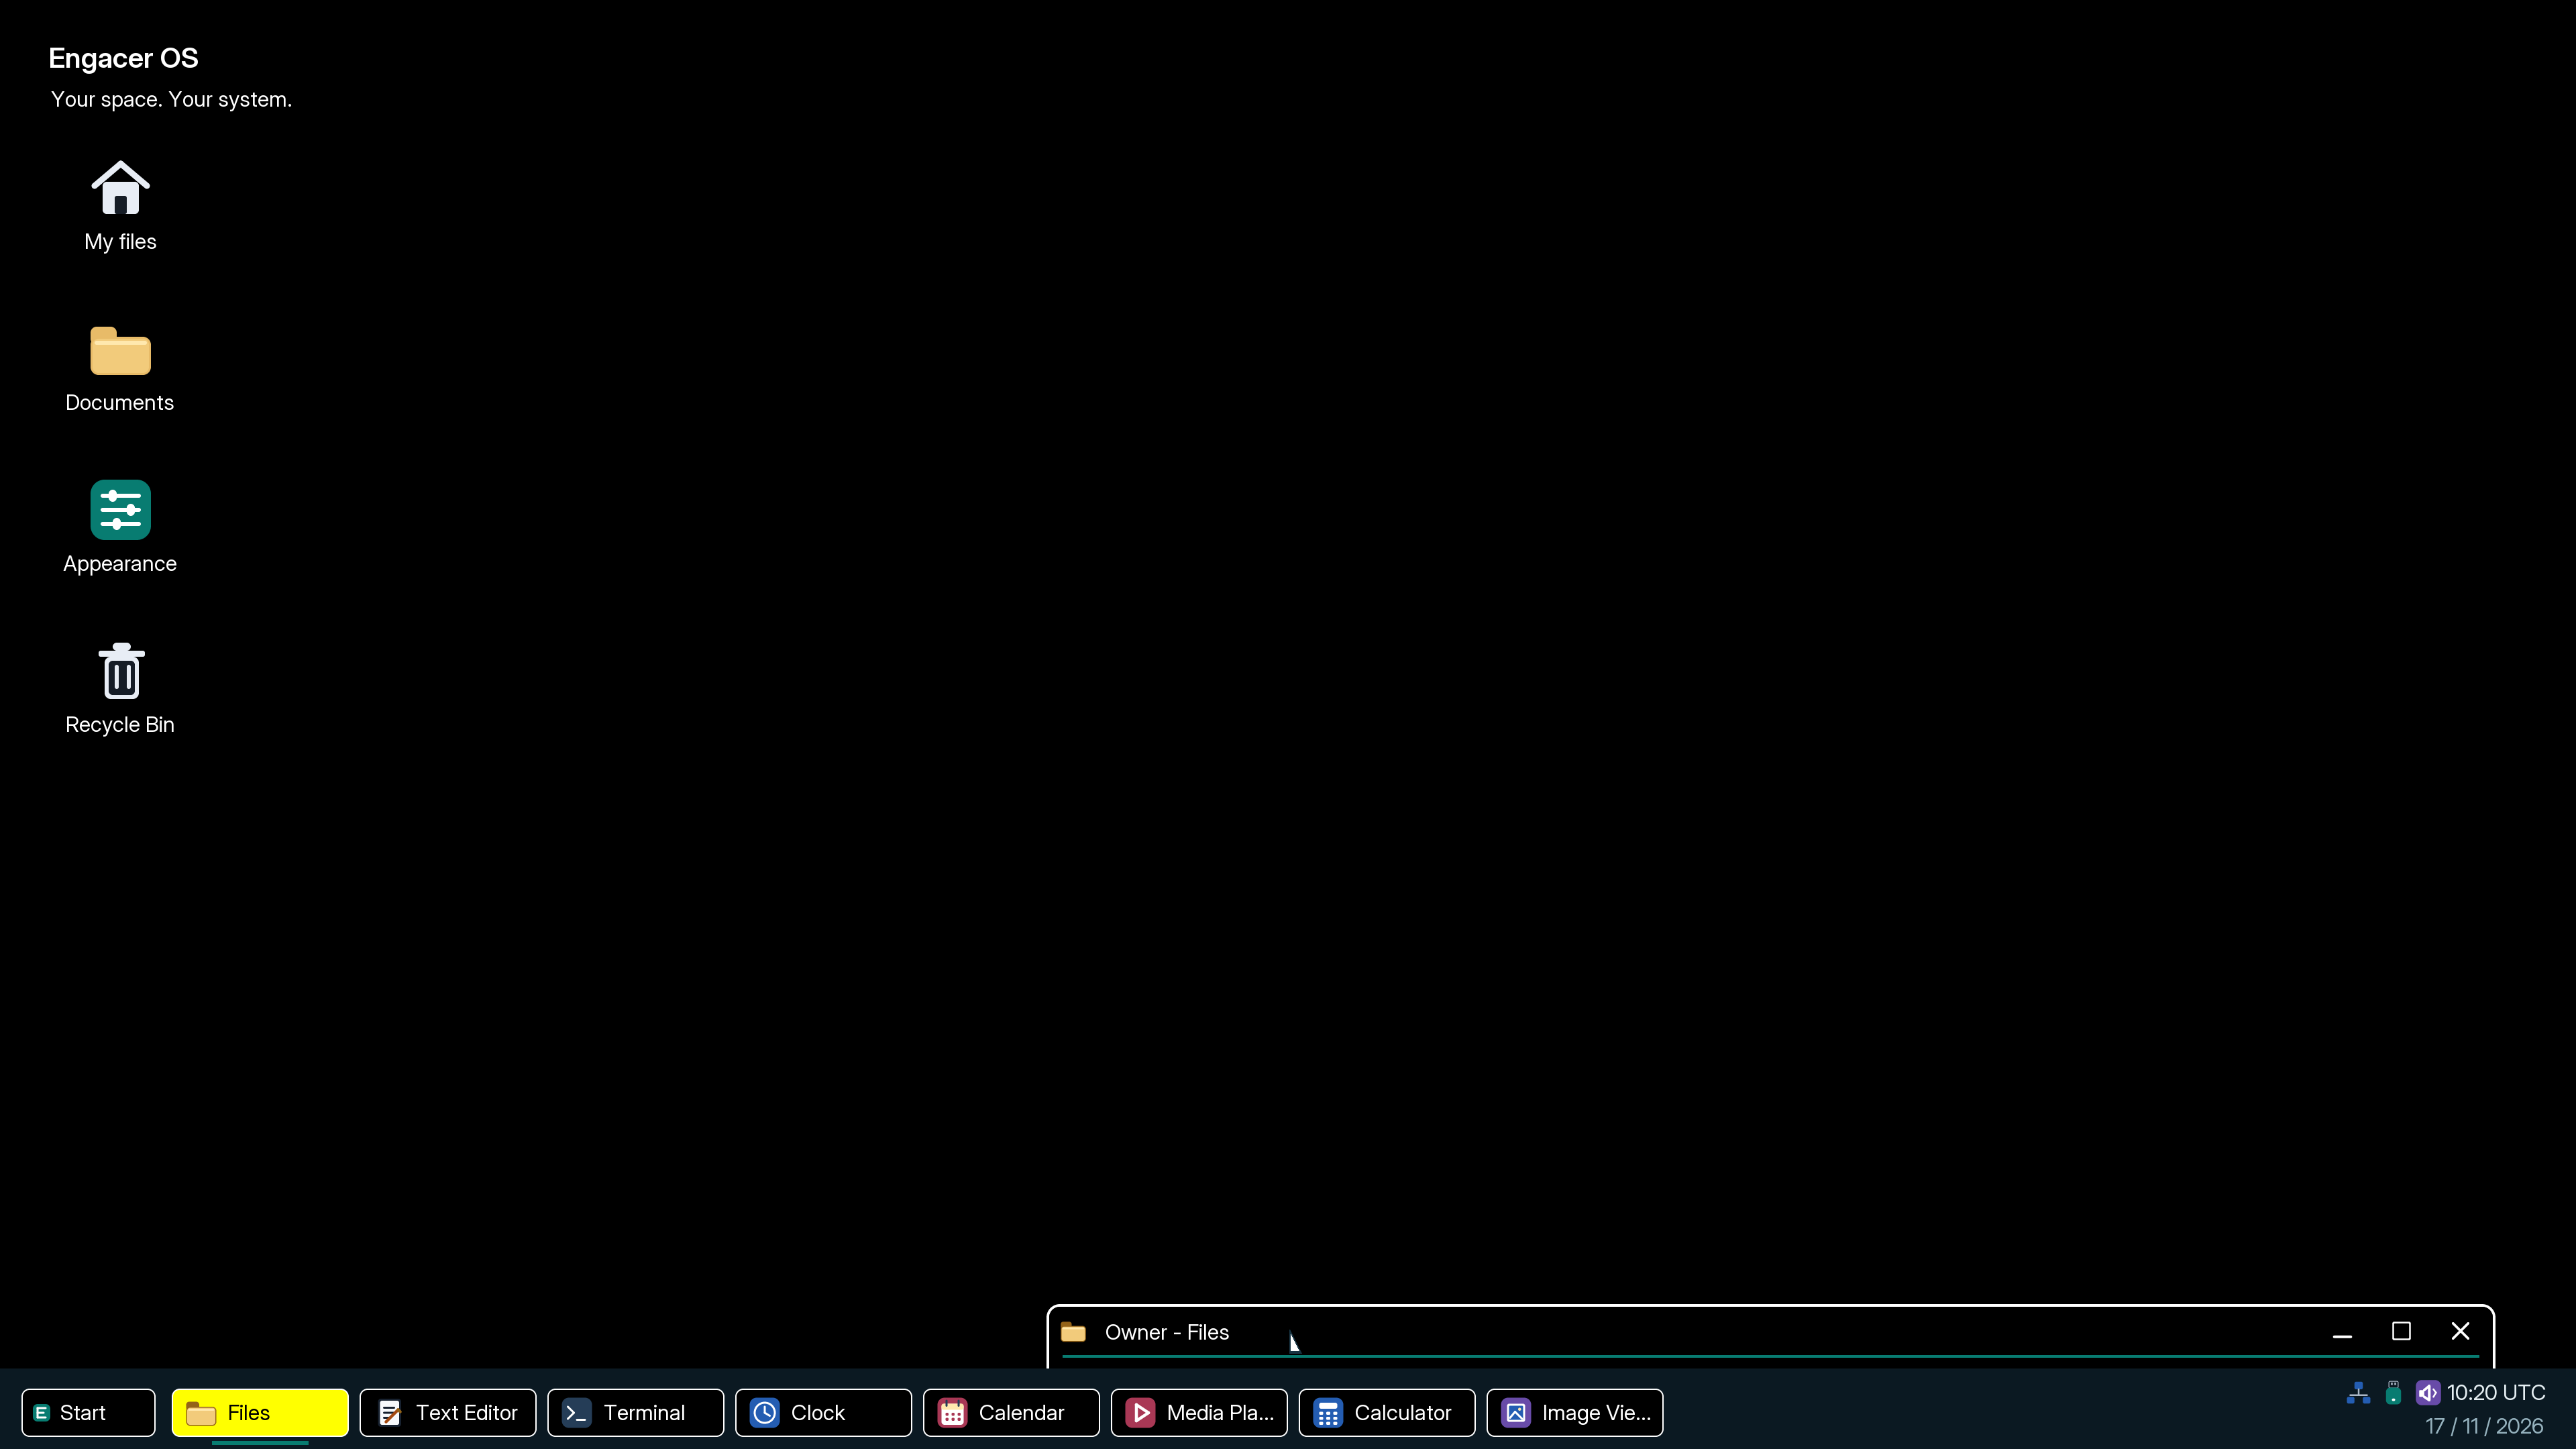 Engacer OS
Your space. Your system.
My files
Documents
Appearance
Recycle Bin
Owner - Files
Start
Files
Text Editor
Terminal
Clock
Calendar
Media Pla...
Calculator
Image Vie...
10:20 UTC
17 / 11 / 2026